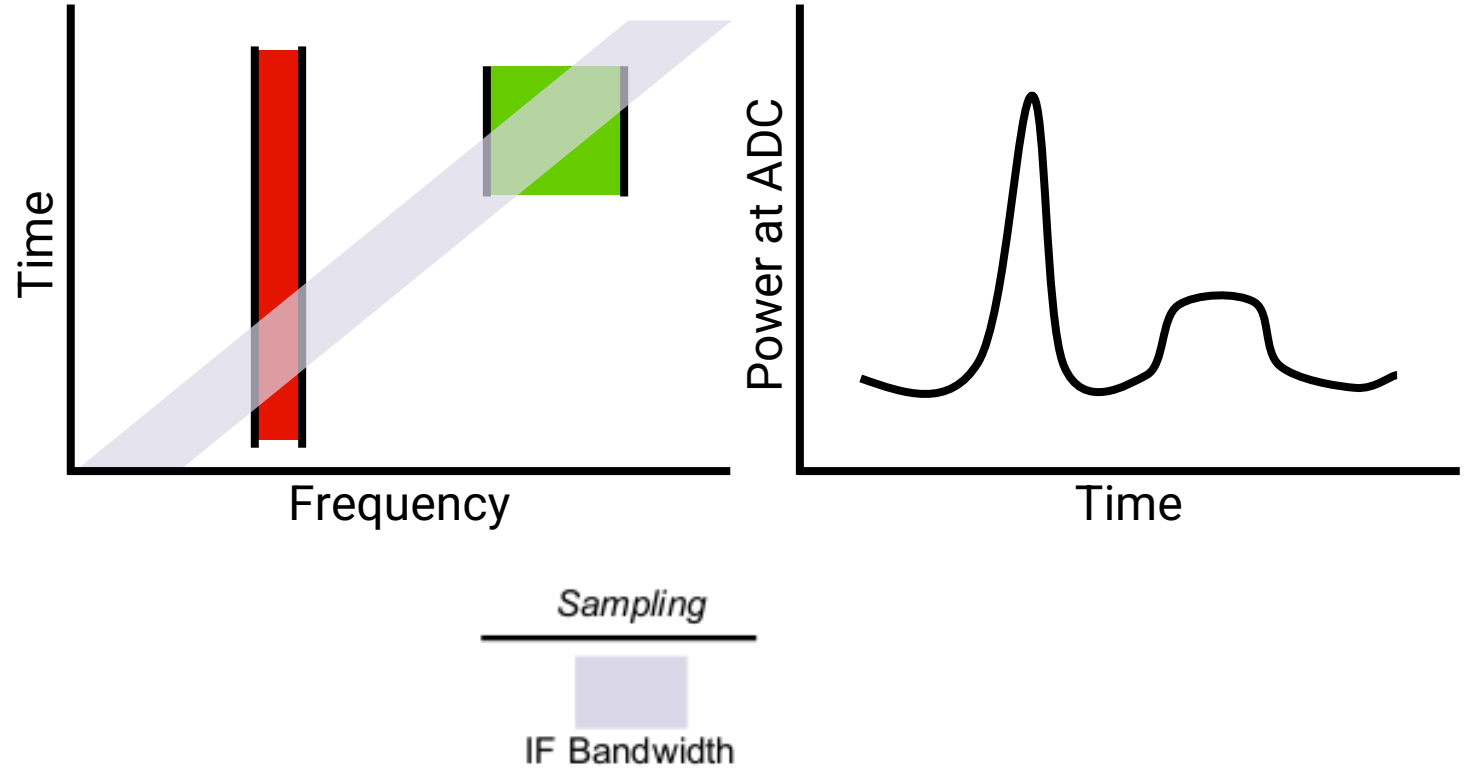 Time
Frequency
Power at ADC
Time
Sampling
IF Bandwidth